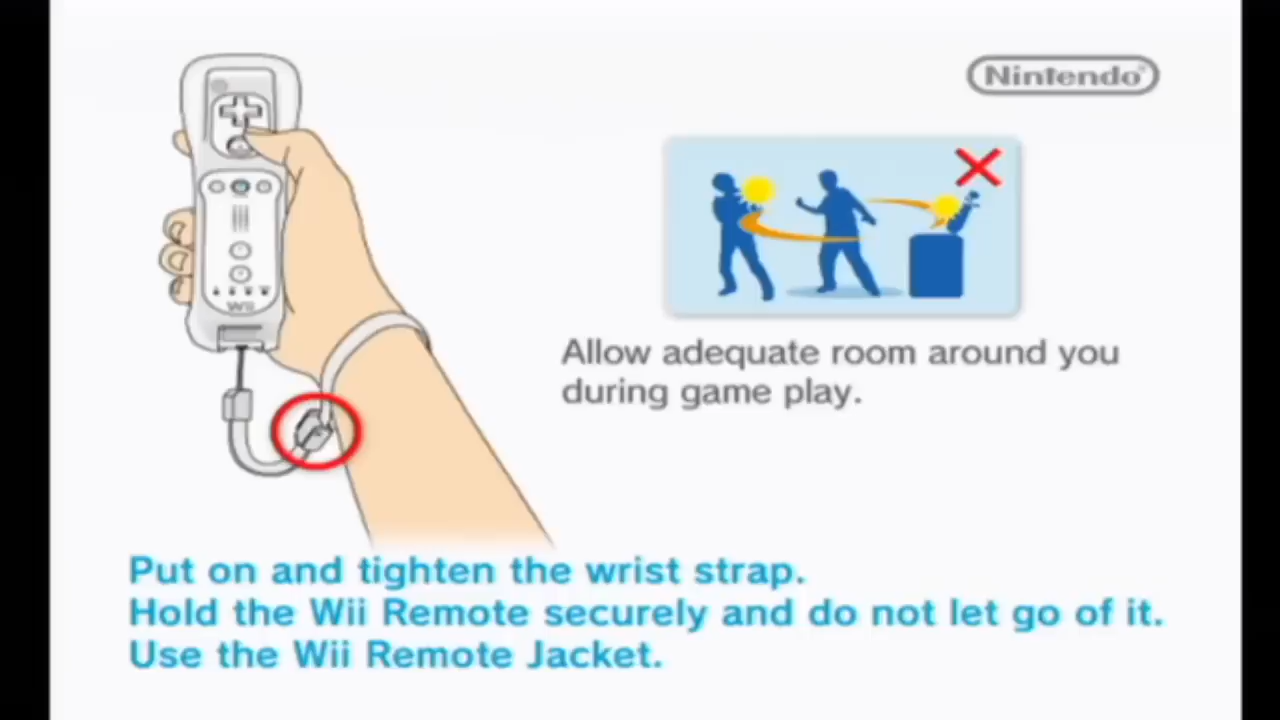 Nintendo®
Allow adequate room around you
during game play.
Wii
Put on and tighten the wrist strap.
Hold the Wii Remote securely and do not let go of it.
Use the Wii Remote Jacket.